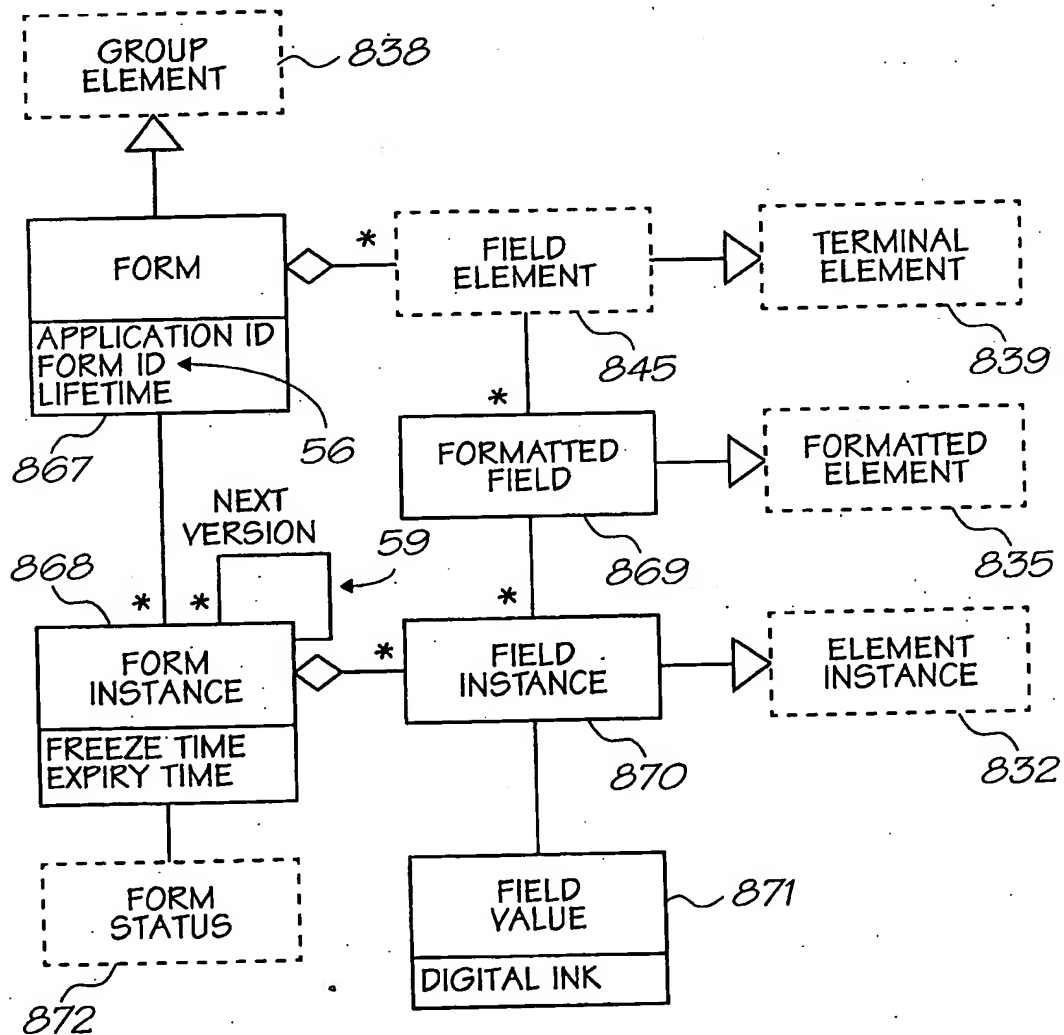 GROUP
ELEMENT
838
FORM
APPLICATION ID
FORM ID
LIFETIME
867
56
*
FIELD
ELEMENT
845
TERMINAL
ELEMENT
839
*
FORMATTED
FIELD
869
FORMATTED
ELEMENT
835
NEXT
VERSION
59
868
*
*
FORM
INSTANCE
FREEZE TIME
EXPIRY TIME
*
*
FIELD
INSTANCE
870
ELEMENT
INSTANCE
832
FORM
STATUS
872
FIELD
VALUE
DIGITAL INK
871